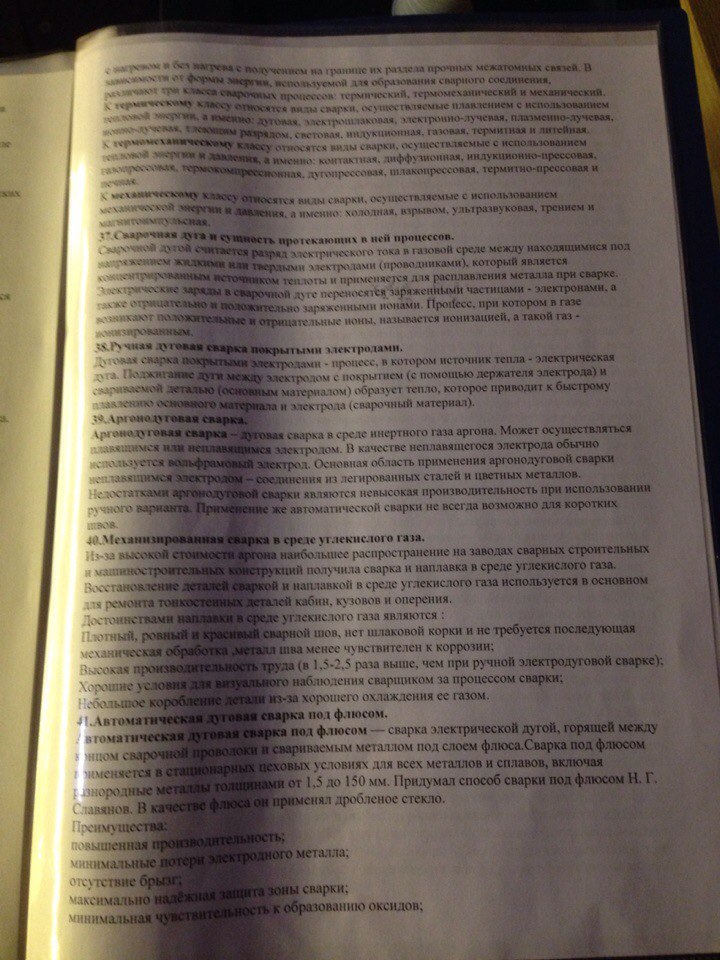 с нагревом и без нагрева с получением на границе их раздела прочных межатомных связей. В
зависимости от формы энергии, используемой для образования сварного соединения,
различают три класса сварочных процессов: термический, термомеханический и механический.
К термическому классу относятся виды сварки, осуществляемые плавлением с использованием
тепловой энергии, а именно: дуговая, электрошлаковая, электронно-лучевая, плазменно-лучевая,
ионно-лучевая, тлеющим разрядом, световая, индукционная, газовая, термитная и литейная.
К термомеханическому классу относятся виды сварки, осуществляемые с использованием
тепловой энергии и давления, а именно: контактная, диффузионная, индукционно-прессовая,
газопрессовая, термокомпрессионная, дугопрессовая, шлакопрессовая, термитно-прессовая и
печная.
К механическому классу относятся виды сварки, осуществляемые с использованием
механической энергии и давления, а именно: холодная, взрывом, ультразвуковая, трением и
магнитоимпульсная.
37.Сварочная дуга и сущность протекающих в ней процессов.
Сварочной дугой считается разряд электрического тока в газовой среде между находящимися под
напряжением жидкими или твердыми электродами (проводниками), который является
концентрированным источником теплоты и применяется для расплавления металла при сварке.
Электрические заряды в сварочной дуге переносятся заряженными частицами - электронами, а
также отрицательно и положительно заряженными ионами. Процесс, при котором в газе
возникают положительные и отрицательные ионы, называется ионизацией, а такой газ -
ионизированным.
38.Ручная дуговая сварка покрытыми электродами.
Дуговая сварка покрытыми электродами - процесс, в котором источник тепла - электрическая
дуга. Поджигание дуги между электродом с покрытием (с помощью держателя электрода) и
свариваемой деталью (основным материалом) образует тепло, которое приводит к быстрому
плавлению основного материала и электрода (сварочный материал).
39.Аргонодуговая сварка.
Аргонодуговая сварка – дуговая сварка в среде инертного газа аргона. Может осуществляться
плавящимся или неплавящимся электродом. В качестве неплавящегося электрода обычно
используется вольфрамовый электрод. Основная область применения аргонодуговой сварки
неплавящимся электродом – соединения из легированных сталей и цветных металлов.
Недостатками аргонодуговой сварки являются невысокая производительность при использовании
ручного варианта. Применение же автоматической сварки не всегда возможно для коротких
швов.
40.Механизированная сварка в среде углекислого газа.
Из-за высокой стоимости аргона наибольшее распространение на заводах сварных строительных
и машиностроительных конструкций получила сварка и наплавка в среде углекислого газа.
Восстановление деталей сваркой и наплавкой в среде углекислого газа используется в основном
для ремонта тонкостенных деталей кабин, кузовов и оперения.
Достоинствами наплавки в среде углекислого газа являются :
Плотный, ровный и красивый сварной шов, нет шлаковой корки и не требуется последующая
механическая обработка ,металл шва менее чувствителен к коррозии;
Высокая производительность труда (в 1,5-2,5 раза выше, чем при ручной электродуговой сварке);
Хорошие условия для визуального наблюдения сварщиком за процессом сварки;
Небольшое коробление детали из-за хорошего охлаждения ее газом.
41.Автоматическая дуговая сварка под флюсом.
Автоматическая дуговая сварка под флюсом — сварка электрической дугой, горящей между
концом сварочной проволоки и свариваемым металлом под слоем флюса.Сварка под флюсом
применяется в стационарных цеховых условиях для всех металлов и сплавов, включая
разнородные металлы толщинами от 1,5 до 150 мм. Придумал способ сварки под флюсом Н. Г.
Славянов. В качестве флюса он применял дробленое стекло.
Преимущества:
повышенная производительность;
минимальные потери электродного металла;
отсутствие брызг;
максимально надёжная защита зоны сварки;
минимальная чувствительность к образованию оксидов;